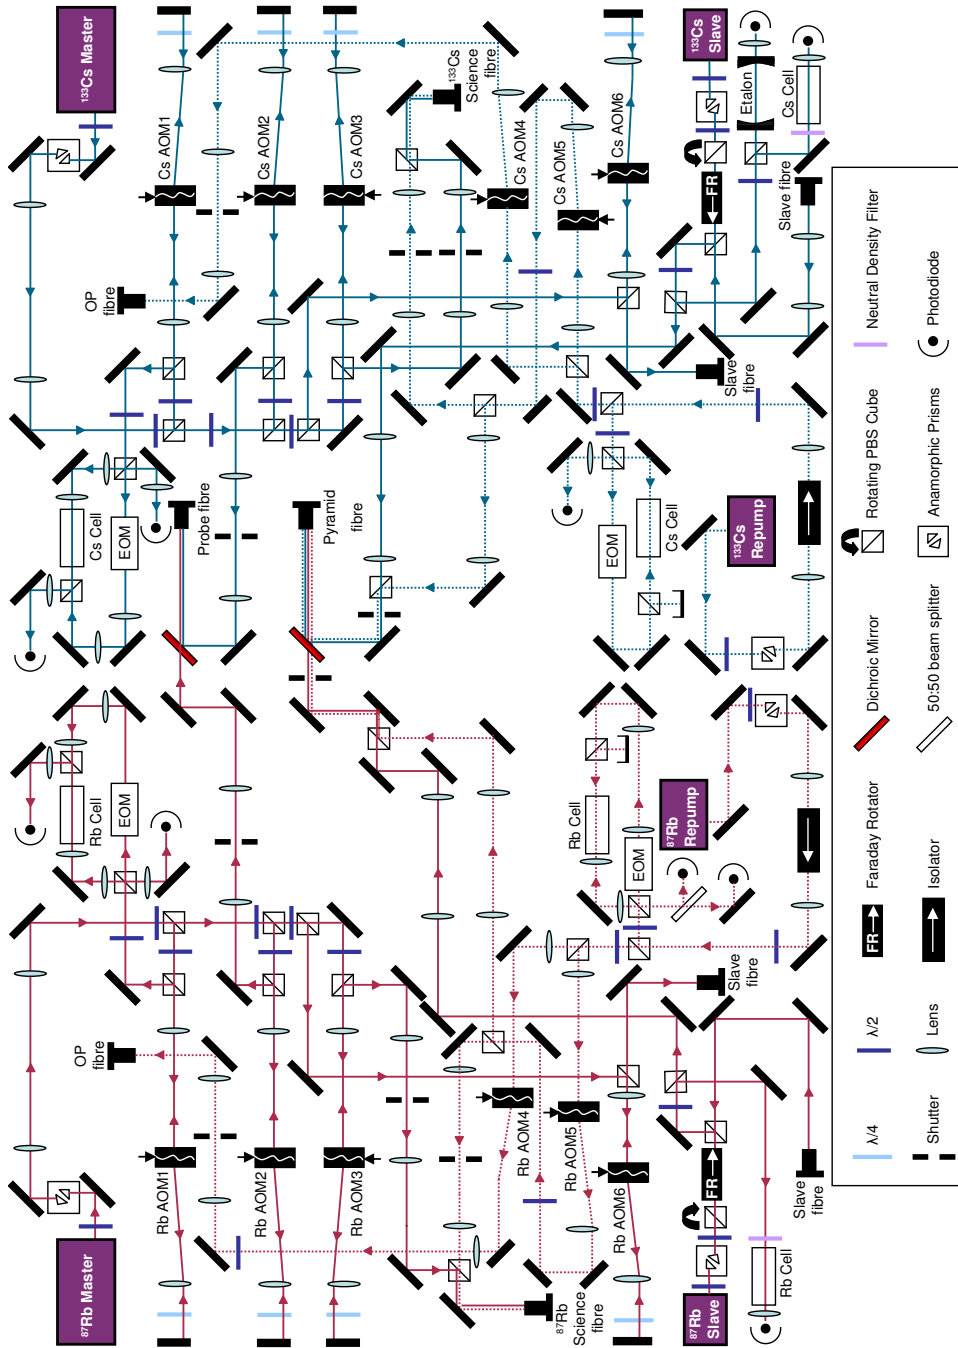 133Cs Master
Cs AOM1
Cs AOM2
Cs AOM3
133Cs
Science
fibre
Cs AOM4
Cs AOM5
Cs AOM6
133Cs
Slave
Etalon
Cs Cell
FR
Slave fibre
OP
fibre
Slave
fibre
Cs Cell
EOM
Probe fibre
Pyramid
fibre
EOM
Cs Cell
133Cs
Repump
Rb Cell
EOM
Rb Cell
EOM
87Rb
Repump
OP
fibre
Slave
fibre
Rb AOM1
Rb AOM2
Rb AOM3
Rb AOM4
Rb AOM5
Rb AOM6
87Rb
Science
fibre
FR
Slave
fibre
Rb Cell
87Rb Master
87Rb
Slave
λ/4
λ/2
FR
Faraday Rotator
Dichroic Mirror
Rotating PBS Cube
Neutral Density Filter
Shutter
Lens
Isolator
50:50 beam splitter
Anamorphic Prisms
Photodiode